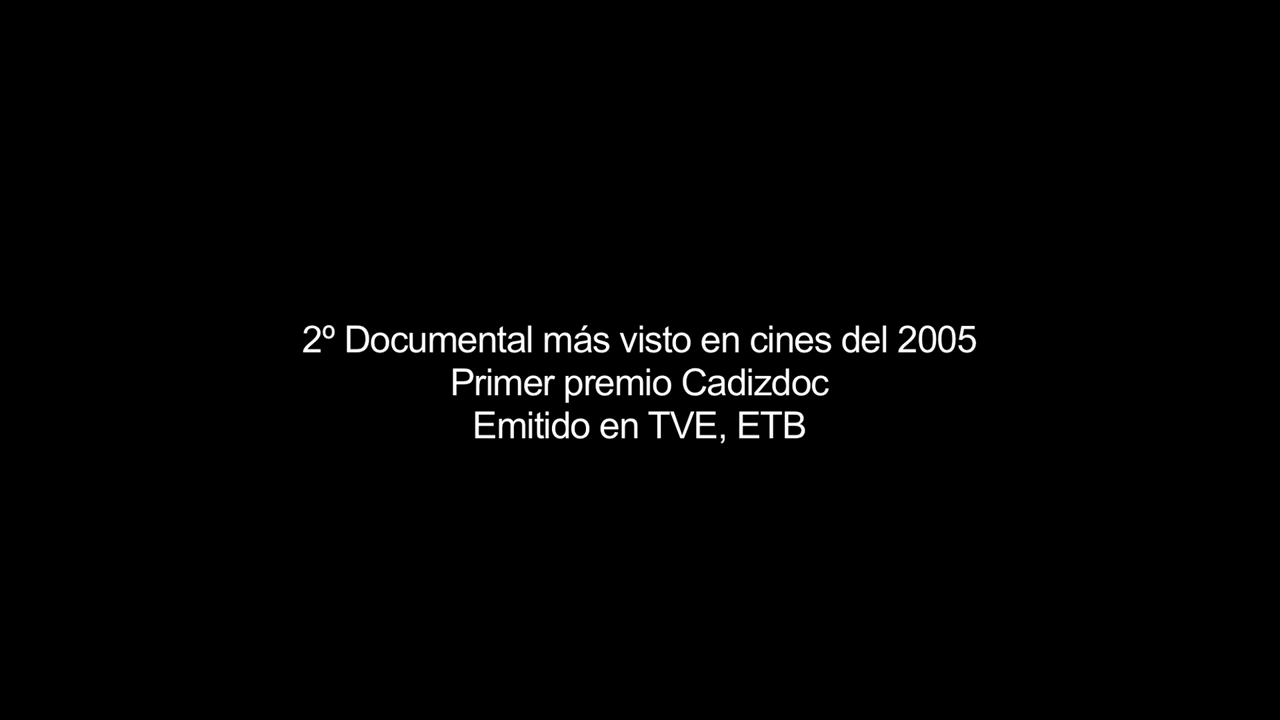 2º Documental más visto en cines del 2005
Primer premio Cadizdoc
Emitido en TVE, ETB